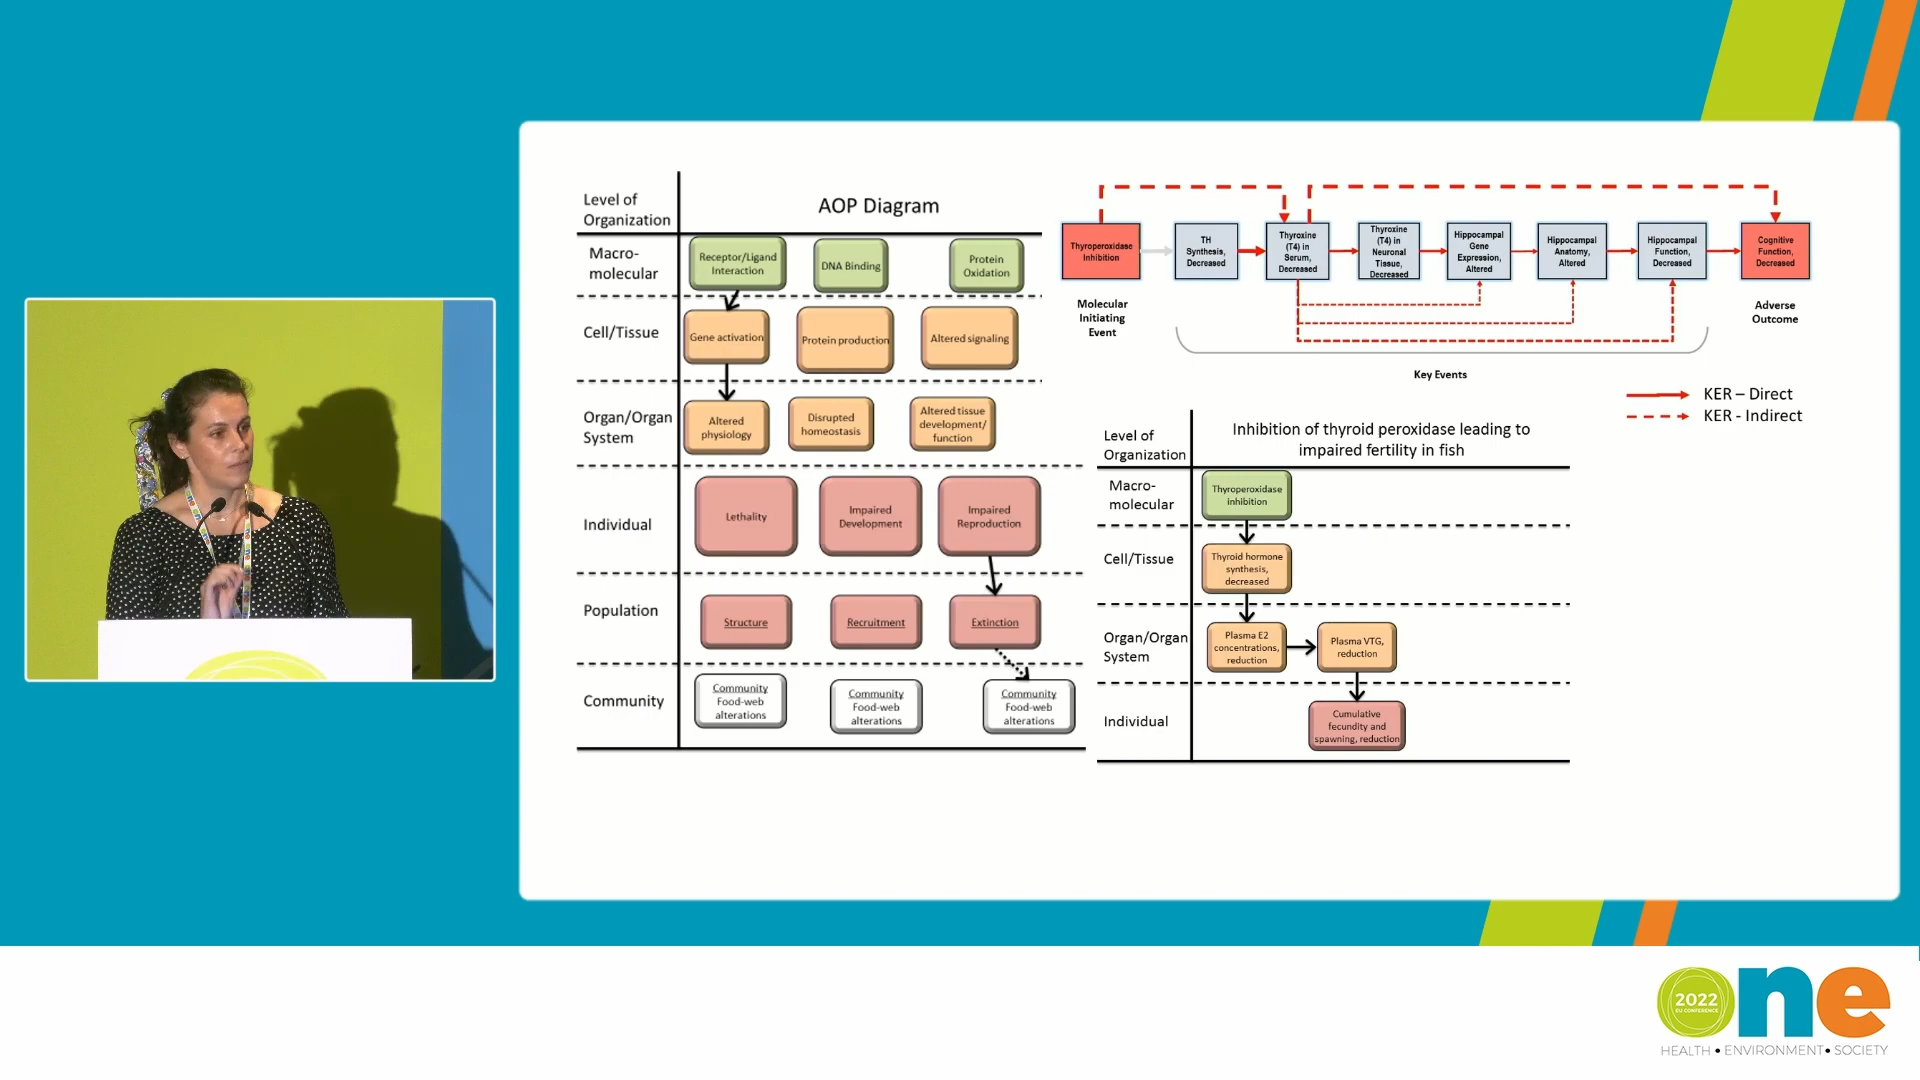 Level of
Organization
AOP Diagram
Macro-
molecular
Receptor/Ligand
Interaction
DNA Binding
Protein
Oxidation
Cell/Tissue
Gene activation
Protein production
Altered signaling
Organ/Organ
System
Altered
physiology
Disrupted
homeostasis
Altered tissue
development/
function
Individual
Lethality
Impaired
Development
Impaired
Reproduction
Population
Structure
Recruitment
Extinction
Community
Community
Food-web
alterations
Community
Food-web
alterations
Community
Food-web
alterations
Thyroperoxidase
Inhibition
TH
Synthesis,
Decreased
Thyroxine
(T4) in
Serum,
Decreased
Thyroxine
(T4) in
Neuronal
Tissue,
Decreased
Hippocampal
Gene
Expression,
Altered
Hippocampal
Anatomy,
Altered
Hippocampal
Function,
Decreased
Cognitive
Function,
Decreased
Molecular
Initiating
Event
Adverse
Outcome
Key Events
KER – Direct
KER - Indirect
Level of
Organization
Inhibition of thyroid peroxidase leading to
impaired fertility in fish
Macro-
molecular
Thyroperoxidase
inhibition
Cell/Tissue
Thyroid hormone
synthesis,
decreased
Organ/Organ
System
Plasma E2
concentrations,
reduction
Plasma VTG,
reduction
Individual
Cumulative
fecundity and
spawning, reduction
2022
EU CONFERENCE
one
HEALTH • ENVIRONMENT • SOCIETY